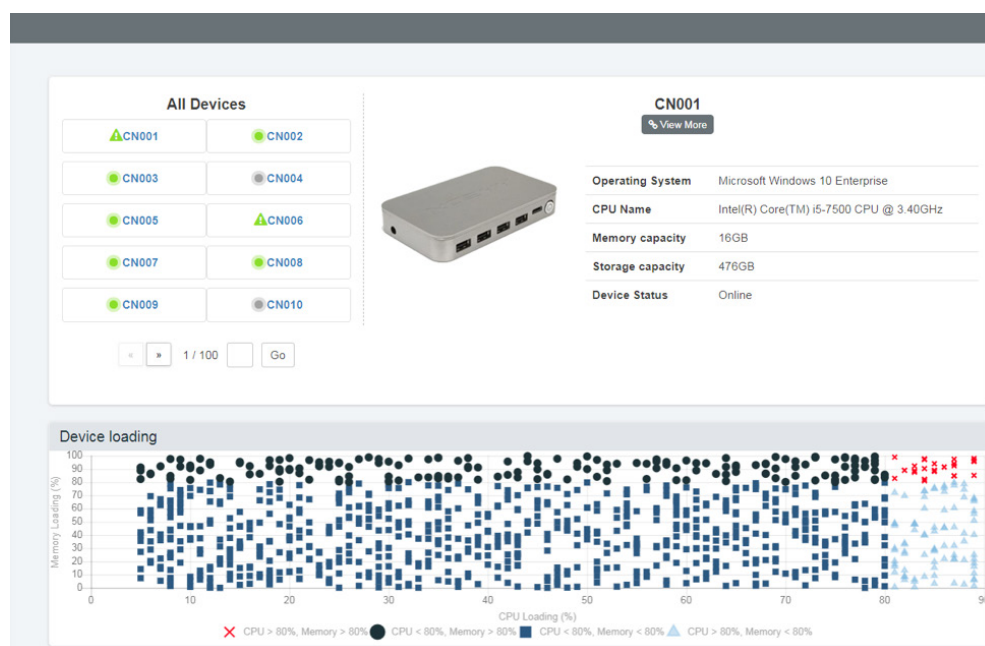 All Devices
CN001
CN002
CN003
CN004
CN005
CN006
CN007
CN008
CN009
CN010
« » 1 / 100 Go
CN001
View More
Operating System Microsoft Windows 10 Enterprise
CPU Name Intel(R) Core(TM) i5-7500 CPU @ 3.40GHz
Memory capacity 16GB
Storage capacity 476GB
Device Status Online
Device loading
Memory Loading (%)
100
90
80
70
60
50
40
30
20
10
0
0 10 20 30 40 50 60 70 80
CPU Loading (%)
CPU > 80%, Memory > 80% CPU < 80%, Memory > 80% CPU < 80%, Memory < 80% CPU > 80%, Memory < 80%